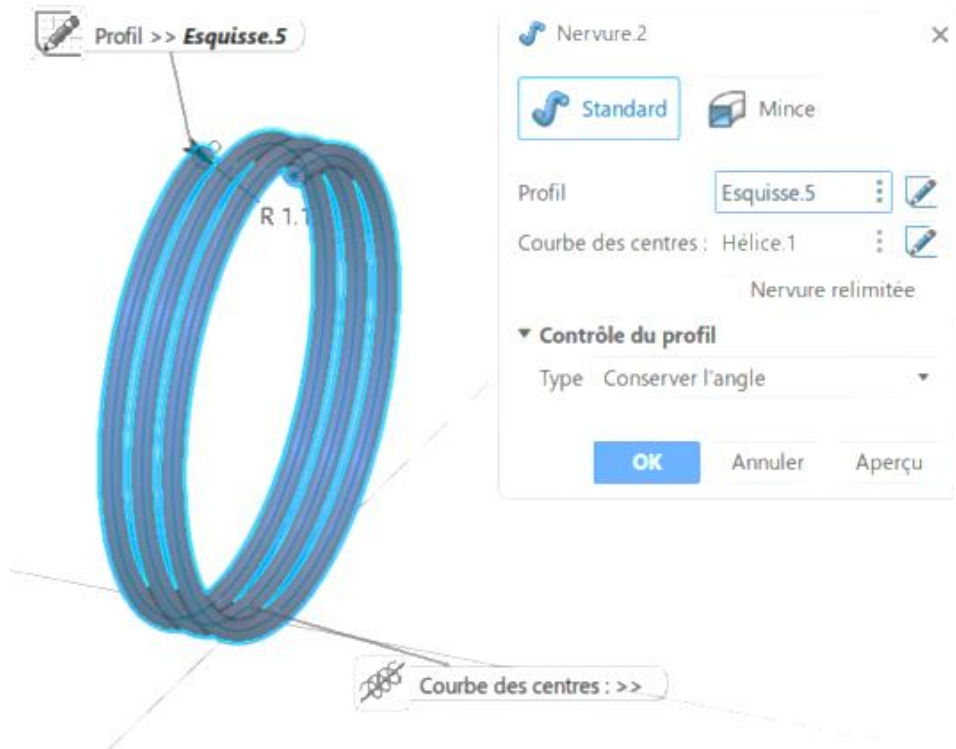 Profil >> Esquisse.5
R 1.1
Courbe des centres : >>
Nervure.2
Standard
Mince
Profil
Esquisse.5
Courbe des centres : Hélice.1
Nervure relimitée
Contrôle du profil
Type Conserver l'angle
OK
Annuler
Aperçu